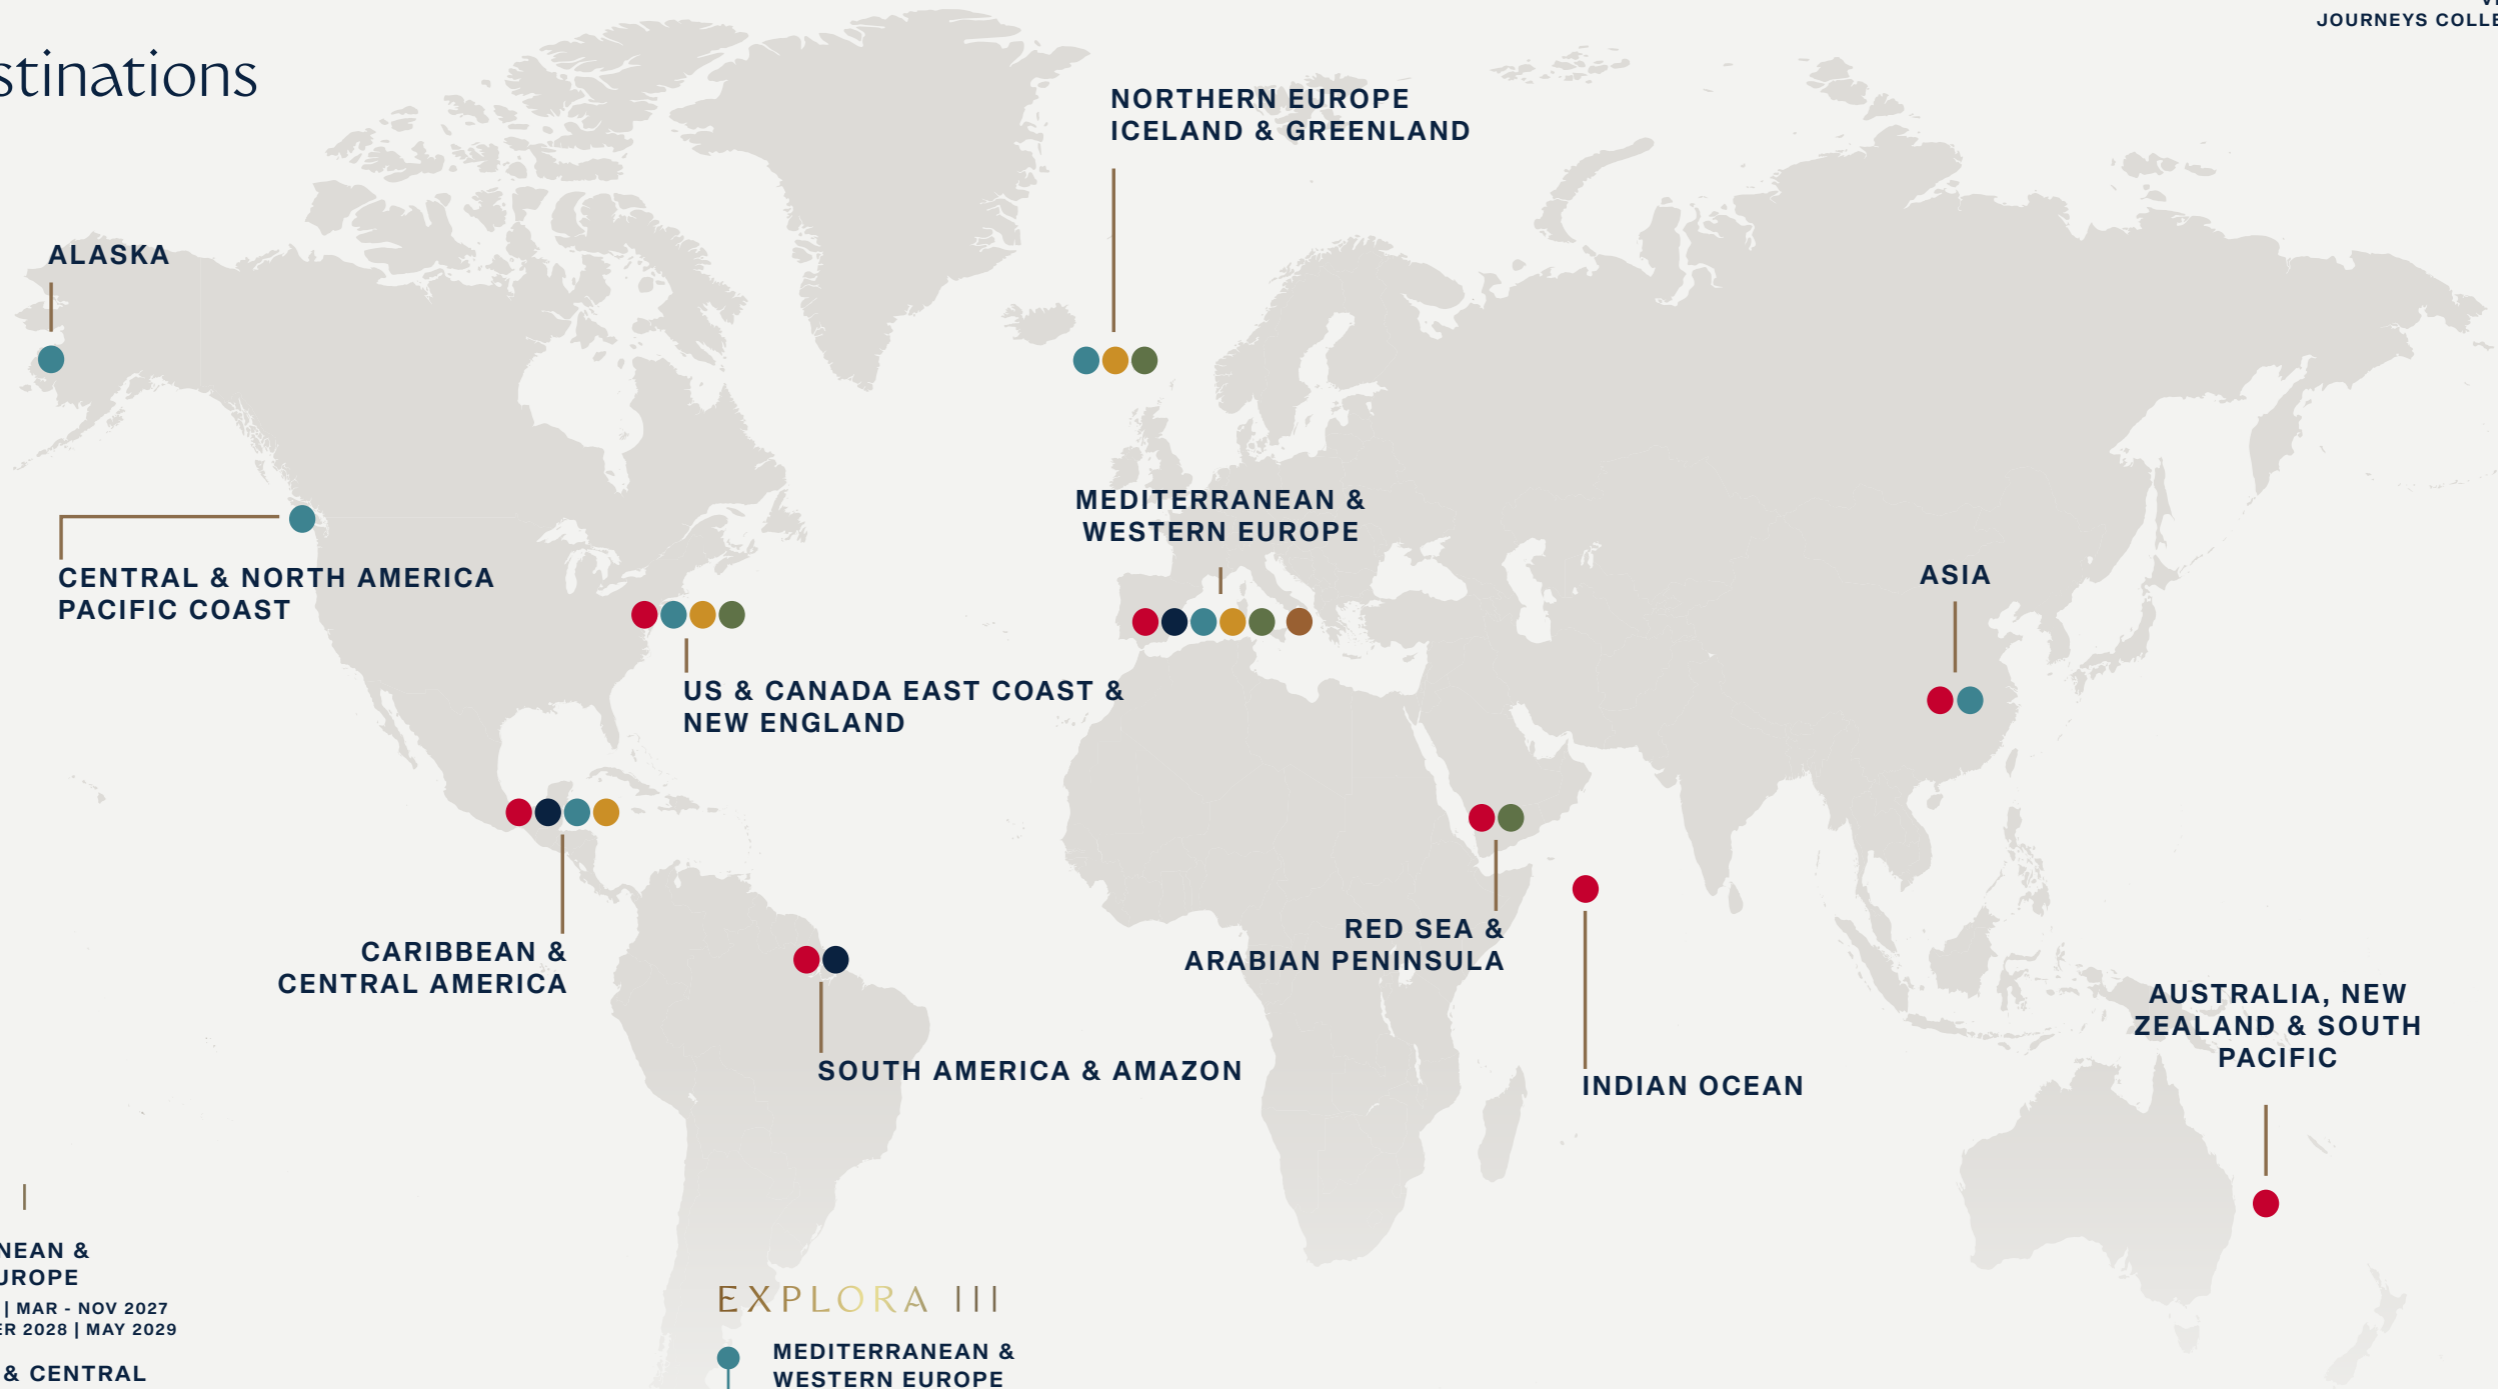 JOURNEYS COLLE
stinations
NORTHERN EUROPE
ICELAND & GREENLAND
ALASKA
MEDITERRANEAN &
WESTERN EUROPE
CENTRAL & NORTH AMERICA
PACIFIC COAST
ASIA
US & CANADA EAST COAST &
NEW ENGLAND
CARIBBEAN &
CENTRAL AMERICA
RED SEA &
ARABIAN PENINSULA
SOUTH AMERICA & AMAZON
INDIAN OCEAN
AUSTRALIA, NEW
ZEALAND & SOUTH
PACIFIC
I
NEAN &
UROPE
| MAR - NOV 2027
ER 2028 | MAY 2029
& CENTRAL
EXPLORA III
MEDITERRANEAN &
WESTERN EUROPE